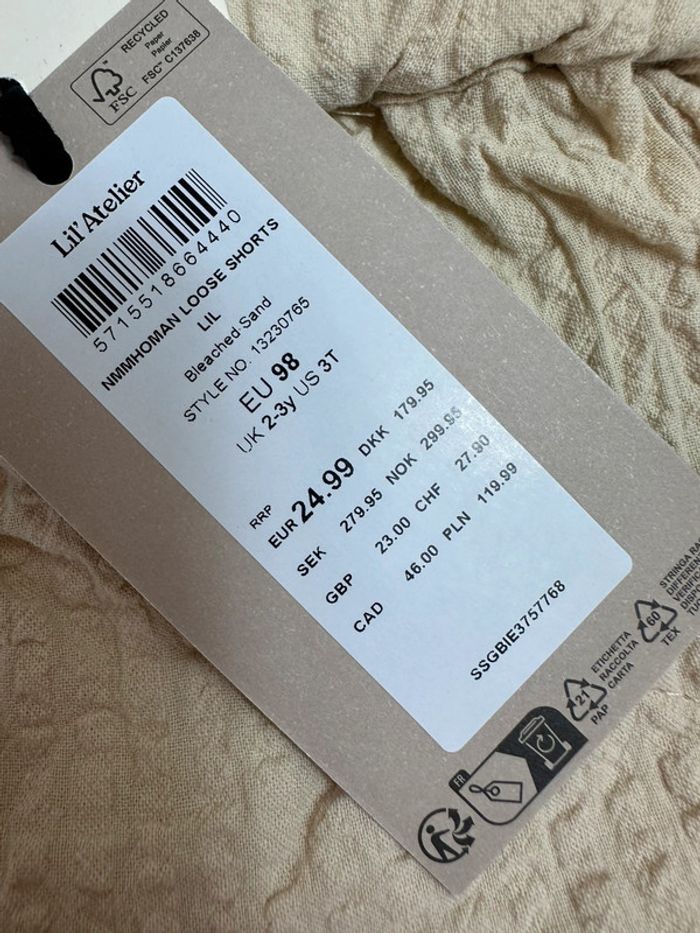 FSC
RECYCLED
Paper
Papier
FSC™ C137638
Lil' Atelier
5715518664440
NMMHOMAN LOOSE SHORTS
LIL
Bleached Sand
STYLE NO. 13230765
EU 98
UK 2-3y US 3T
RRP
EUR 24.99 DKK 179.95
SEK 279.95 NOK 299.95
GBP 23.00 CHF 27.90
CAD 46.00 PLN 119.99
SSGBIE3757768
FR
21
PAP
ETICHETTA
RACCOLTA
CARTA
60
TEX